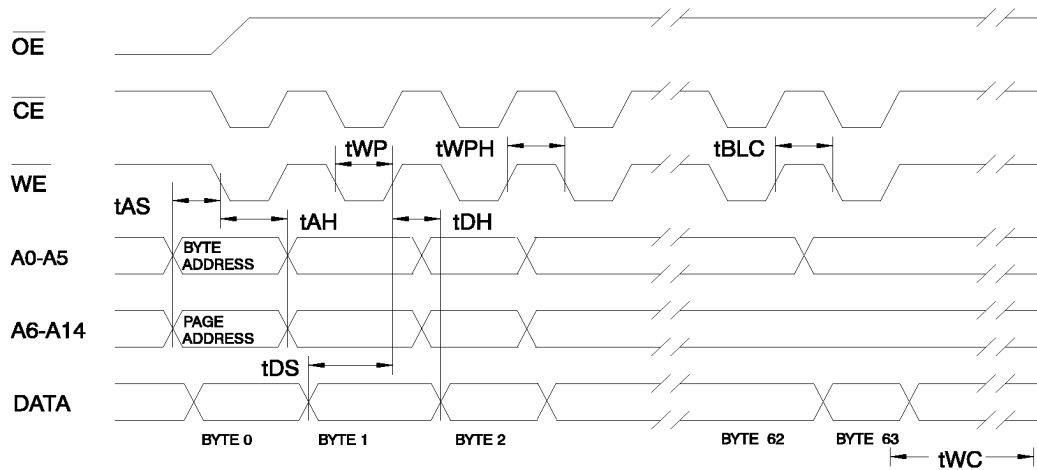 OE
CE
tWP
tWPH
tBLC
WE
tAS
tAH
tDH
A0-A5
BYTE
ADDRESS
A6-A14
PAGE
ADDRESS
tDS
DATA
BYTE 0
BYTE 1
BYTE 2
BYTE 62
BYTE 63
tWC